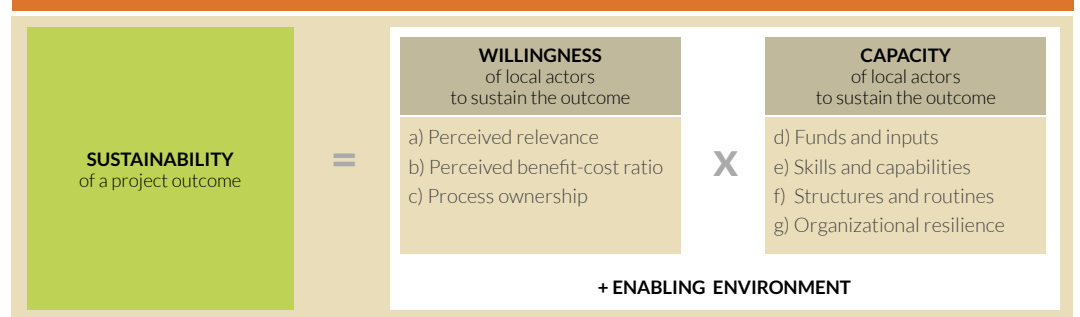 SUSTAINABILITY
of a project outcome
=
WILLINGNESS
of local actors
to sustain the outcome
a) Perceived relevance
b) Perceived benefit-cost ratio
c) Process ownership
X
CAPACITY
of local actors
to sustain the outcome
d) Funds and inputs
e) Skills and capabilities
f) Structures and routines
g) Organizational resilience
+ ENABLING ENVIRONMENT